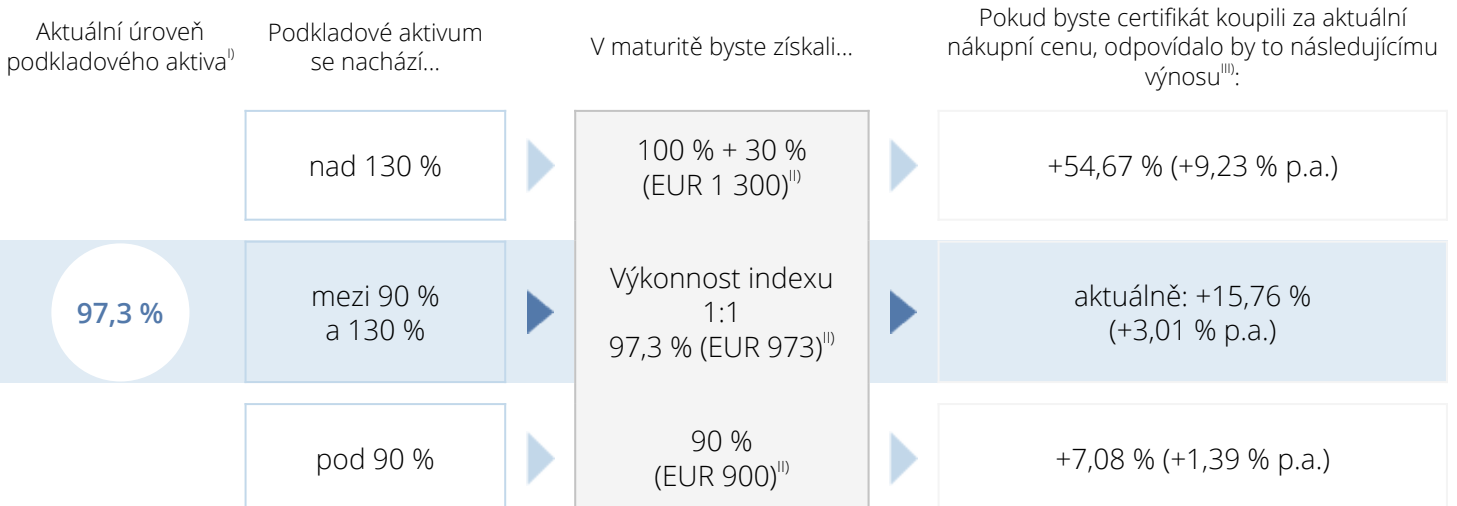 Aktuální úroveň
podkladového aktiva I)
Podkladové aktivum
se nachází...
V maturitě byste získali...
Pokud byste certifikát koupili za aktuální
nákupní cenu, odpovídalo by to následujícímu
výnosu III):
nad 130 %
100 % + 30 %
(EUR 1 300) II)
+54,67 % (+9,23 % p.a.)
97,3 %
mezi 90 %
a 130 %
Výkonnost indexu
1:1
97,3 % (EUR 973) II)
aktuálně: +15,76 %
(+3,01 % p.a.)
pod 90 %
90 %
(EUR 900) II)
+7,08 % (+1,39 % p.a.)